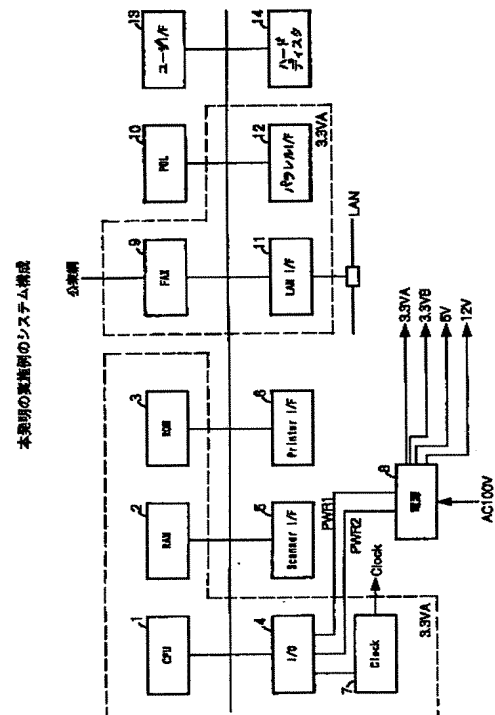 本発明の実施例のシステム構成
公衆網
1
CPU
2
RAM
3
ROM
9
FAX
10
PDL
13
ユーザI/F
4
I/O
5
Scanner I/F
6
Printer I/F
11
LAN I/F
12
パラレルI/F
14
ハード
ディスク
3.3VA
LAN
7
Clock
Clock
3.3VA
PWR1
PWR2
8
電源
3.3VA
3.3VB
5V
12V
AC100V